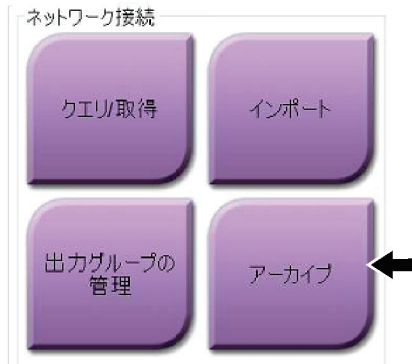 ネットワーク接続
クエリ/取得
インポート
出力グループの
管理
アーカイブ